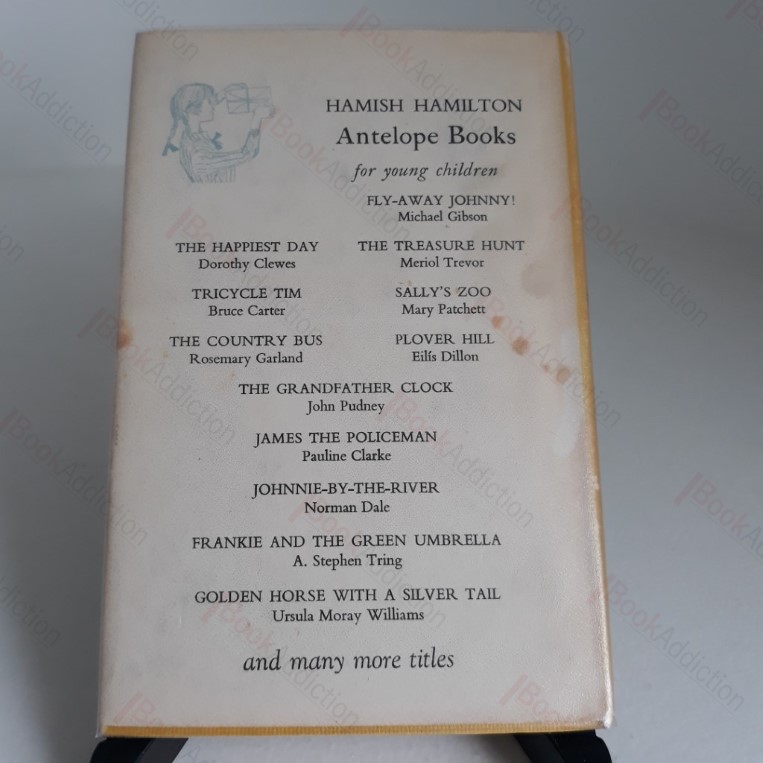 HAMISH HAMILTON
Antelope Books
for young children
FLY-AWAY JOHNNY!
Michael Gibson
THE HAPPIEST DAY
Dorothy Clewes
THE TREASURE HUNT
Meriol Trevor
TRICYCLE TIM
Bruce Carter
SALLY'S ZOO
Mary Patchett
THE COUNTRY BUS
Rosemary Garland
PLOVER HILL
Eilís Dillon
THE GRANDFATHER CLOCK
John Pudney
JAMES THE POLICEMAN
Pauline Clarke
JOHNNIE-BY-THE-RIVER
Norman Dale
FRANKIE AND THE GREEN UMBRELLA
A. Stephen Tring
GOLDEN HORSE WITH A SILVER TAIL
Ursula Moray Williams
and many more titles
BookAddiction